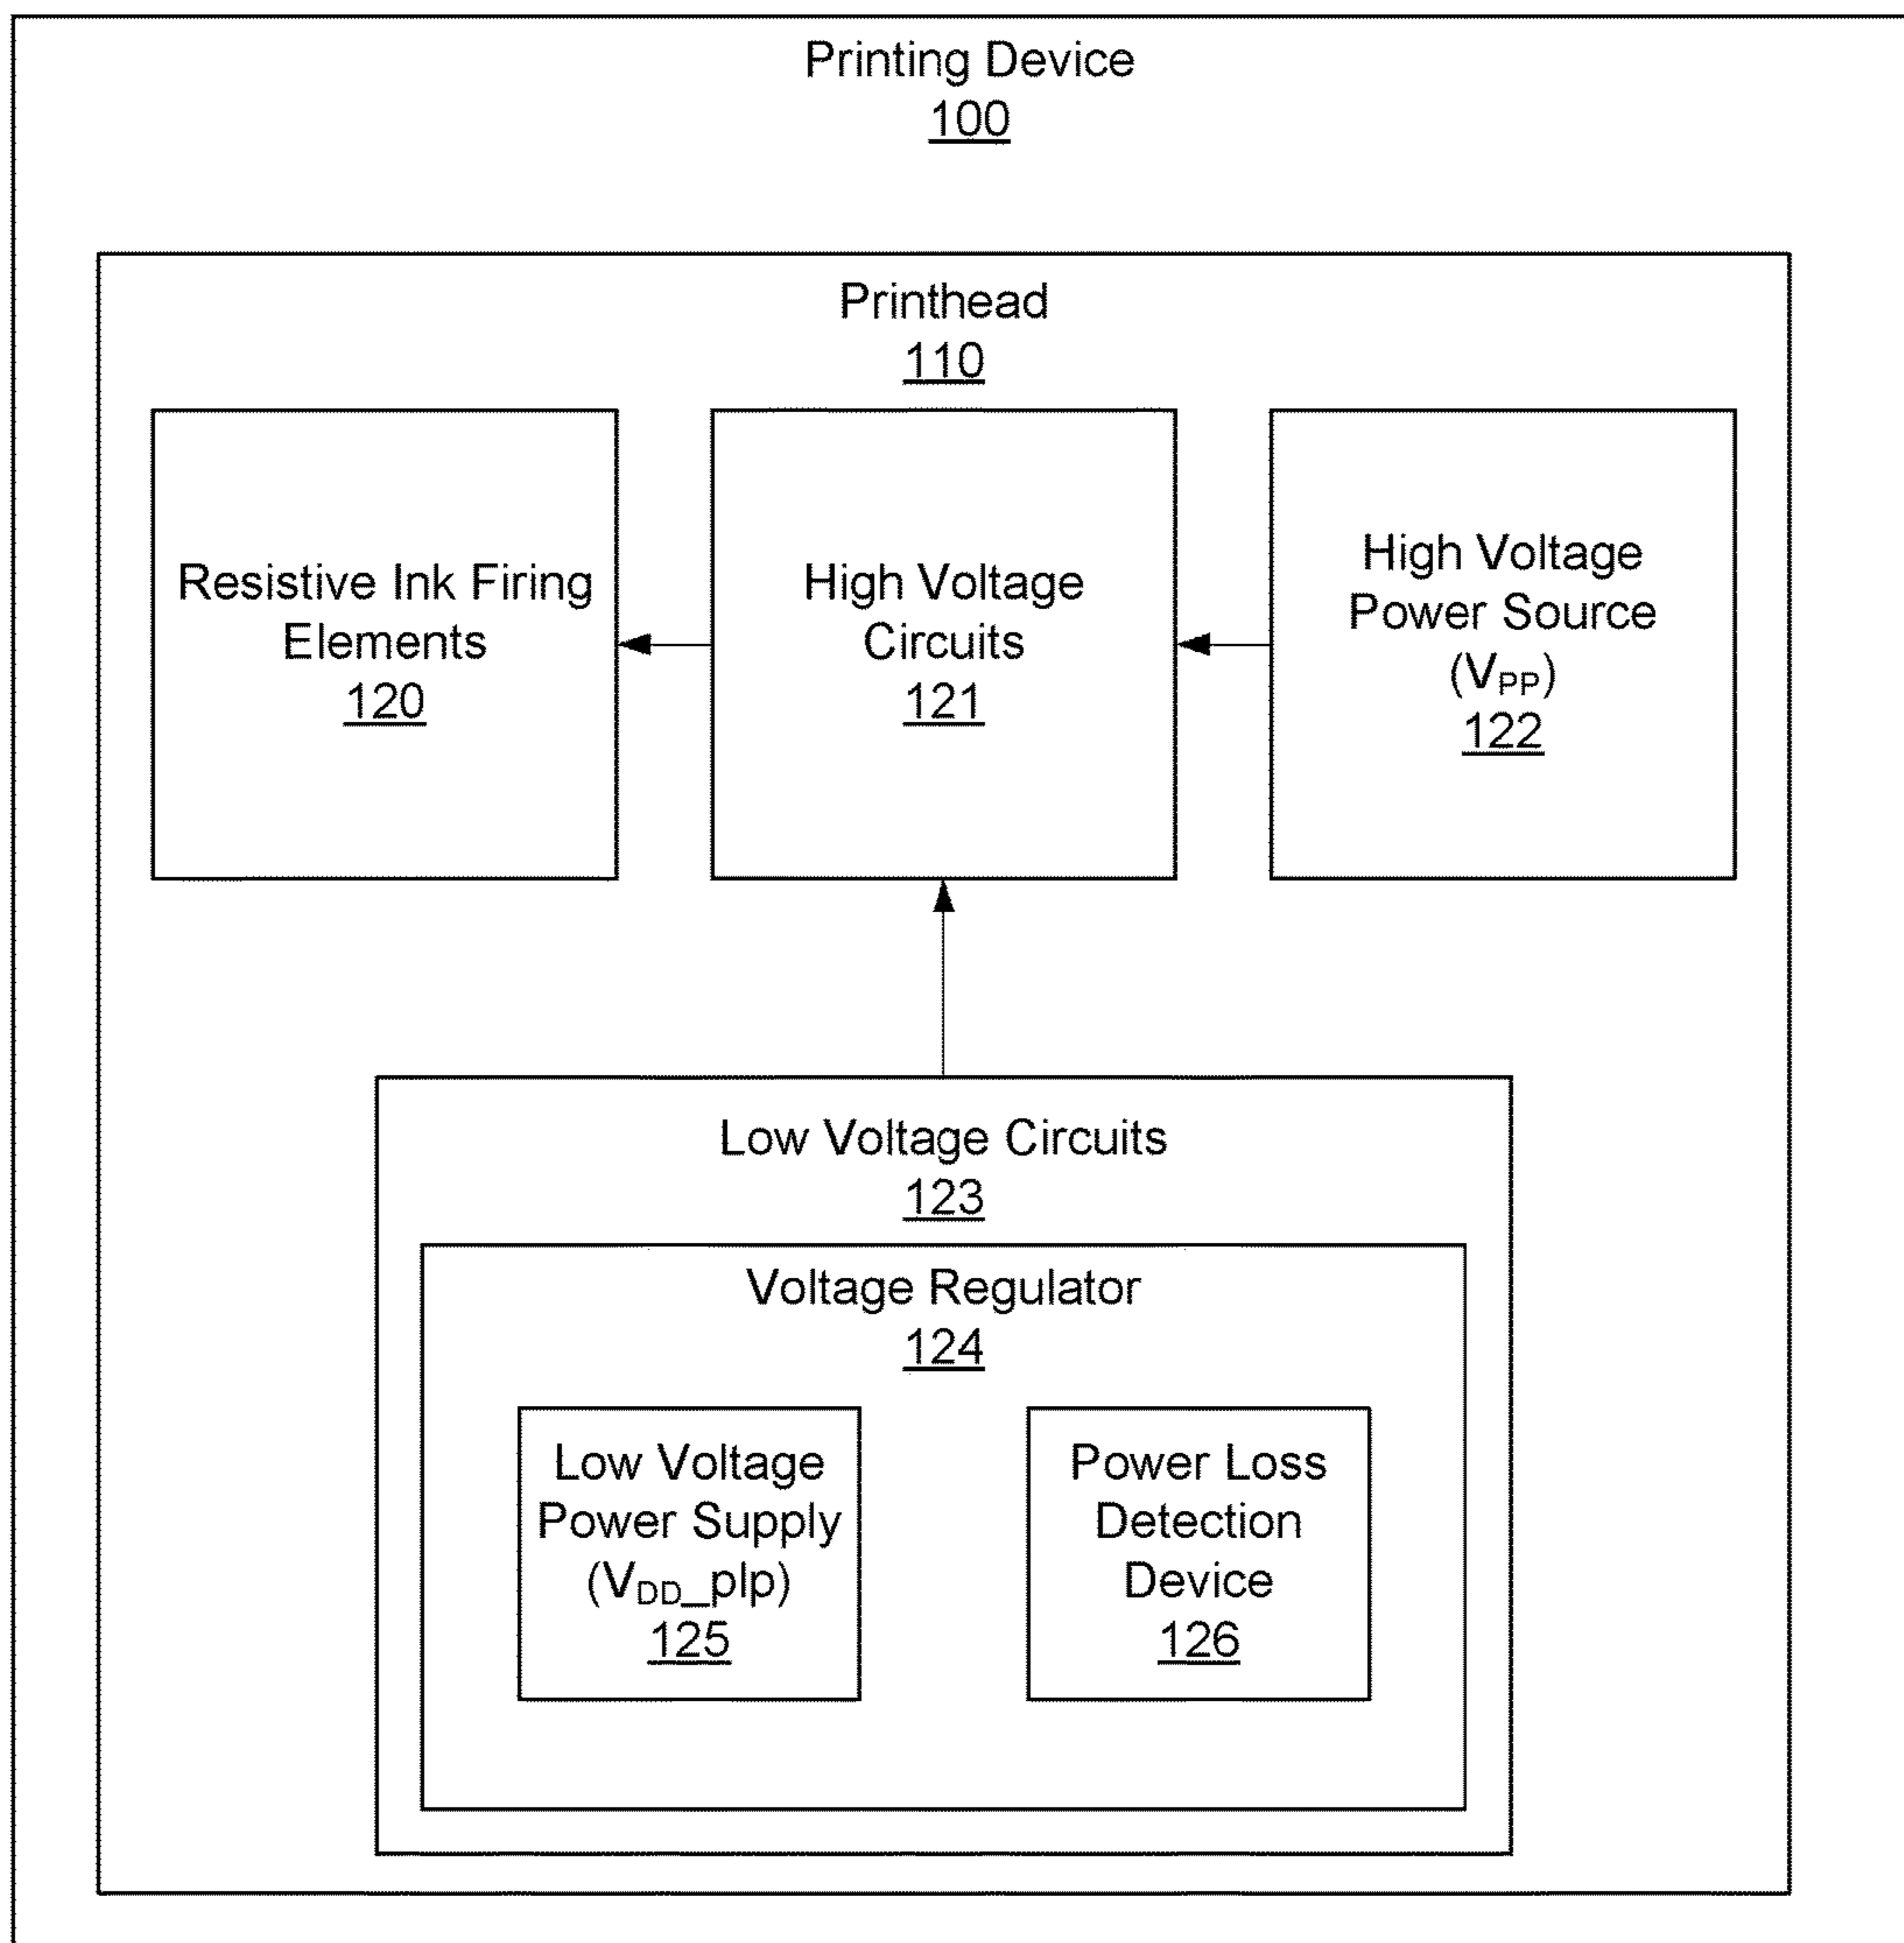 Printing Device
100
Printhead
110
Resistive Ink Firing
Elements
120
High Voltage
Circuits
121
High Voltage
Power Source
(VPP)
122
Low Voltage Circuits
123
Voltage Regulator
124
Low Voltage
Power Supply
(VDD_plp)
125
Power Loss
Detection
Device
126